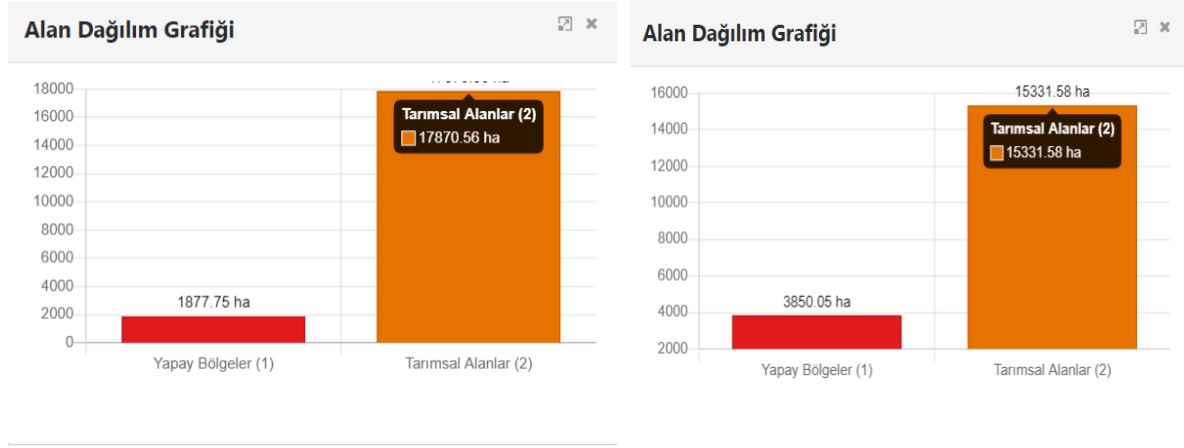 Alan Dağılım Grafiği
18000
16000
14000
12000
10000
8000
6000
4000
2000
0
Tarımsal Alanlar (2)
17870.56 ha
1877.75 ha
Yapay Bölgeler (1)
Tarımsal Alanlar (2)
Alan Dağılım Grafiği
16000
14000
12000
10000
8000
6000
4000
2000
15331.58 ha
Tarımsal Alanlar (2)
15331.58 ha
3850.05 ha
Yapay Bölgeler (1)
Tarımsal Alanlar (2)